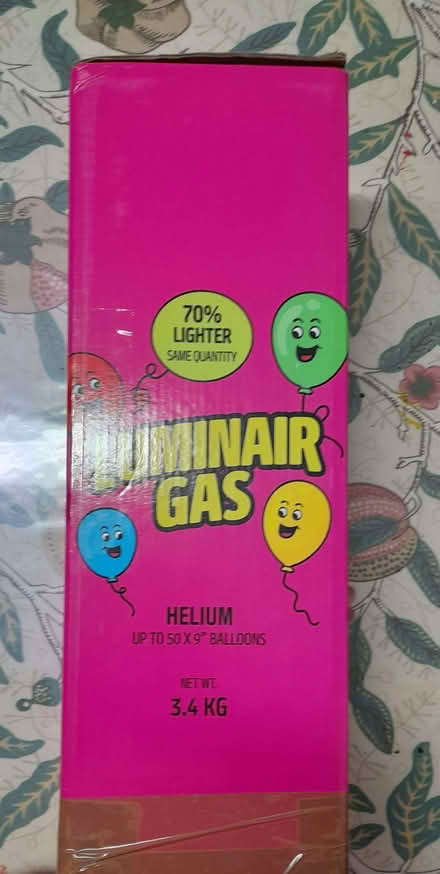 70%
LIGHTER
SAME QUANTITY
LUMINAIR
GAS
HELIUM
UP TO 50 X 9" BALLOONS
NET WT.
3.4 KG